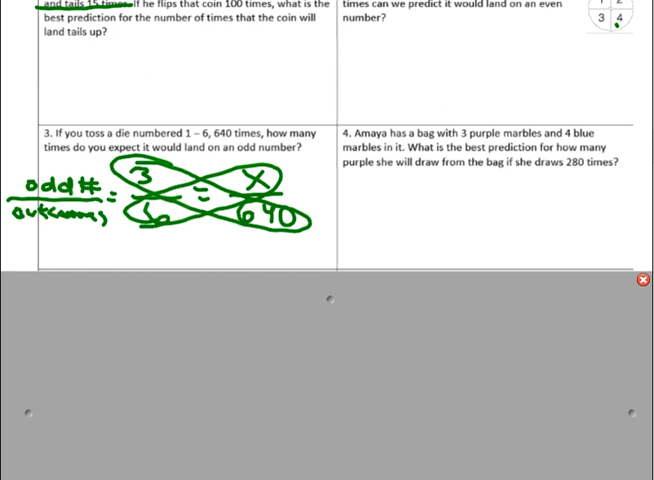 and tails 15 times. If he flips that coin 100 times, what is the
best prediction for the number of times that the coin will
land tails up?
times can we predict it would land on an even
number?
3 4
3. If you toss a die numbered 1 – 6, 640 times, how many
times do you expect it would land on an odd number?
odd # = 3 = X
outcomes 6 640
4. Amaya has a bag with 3 purple marbles and 4 blue
marbles in it. What is the best prediction for how many
purple she will draw from the bag if she draws 280 times?